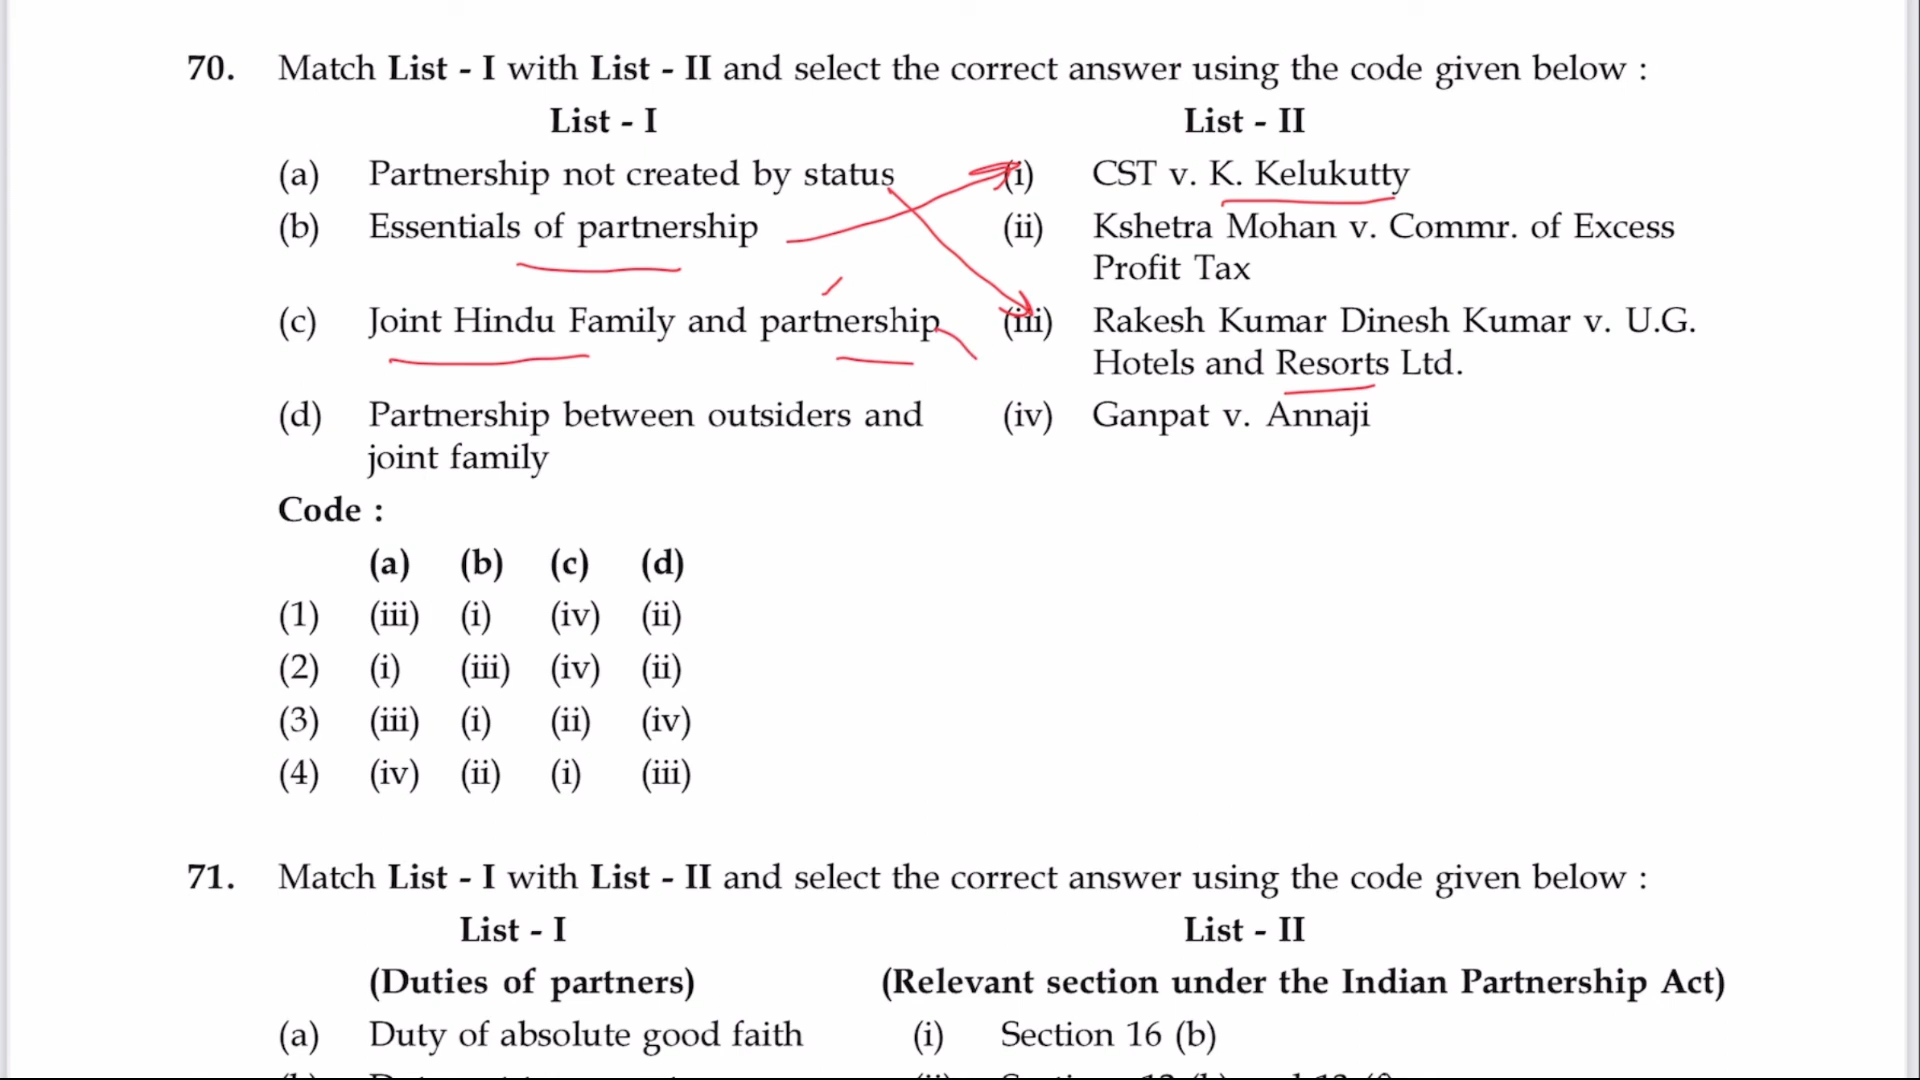 70. Match List - I with List - II and select the correct answer using the code given below :
List - I List - II
(a) Partnership not created by status (i) CST v. K. Kelukutty
(b) Essentials of partnership (ii) Kshetra Mohan v. Commr. of Excess
Profit Tax
(c) Joint Hindu Family and partnership (iii) Rakesh Kumar Dinesh Kumar v. U.G.
Hotels and Resorts Ltd.
(d) Partnership between outsiders and (iv) Ganpat v. Annaji
joint family
Code :
(a) (b) (c) (d)
(1) (iii) (i) (iv) (ii)
(2) (i) (iii) (iv) (ii)
(3) (iii) (i) (ii) (iv)
(4) (iv) (ii) (i) (iii)
71. Match List - I with List - II and select the correct answer using the code given below :
List - I List - II
(Duties of partners) (Relevant section under the Indian Partnership Act)
(a) Duty of absolute good faith (i) Section 16 (b)